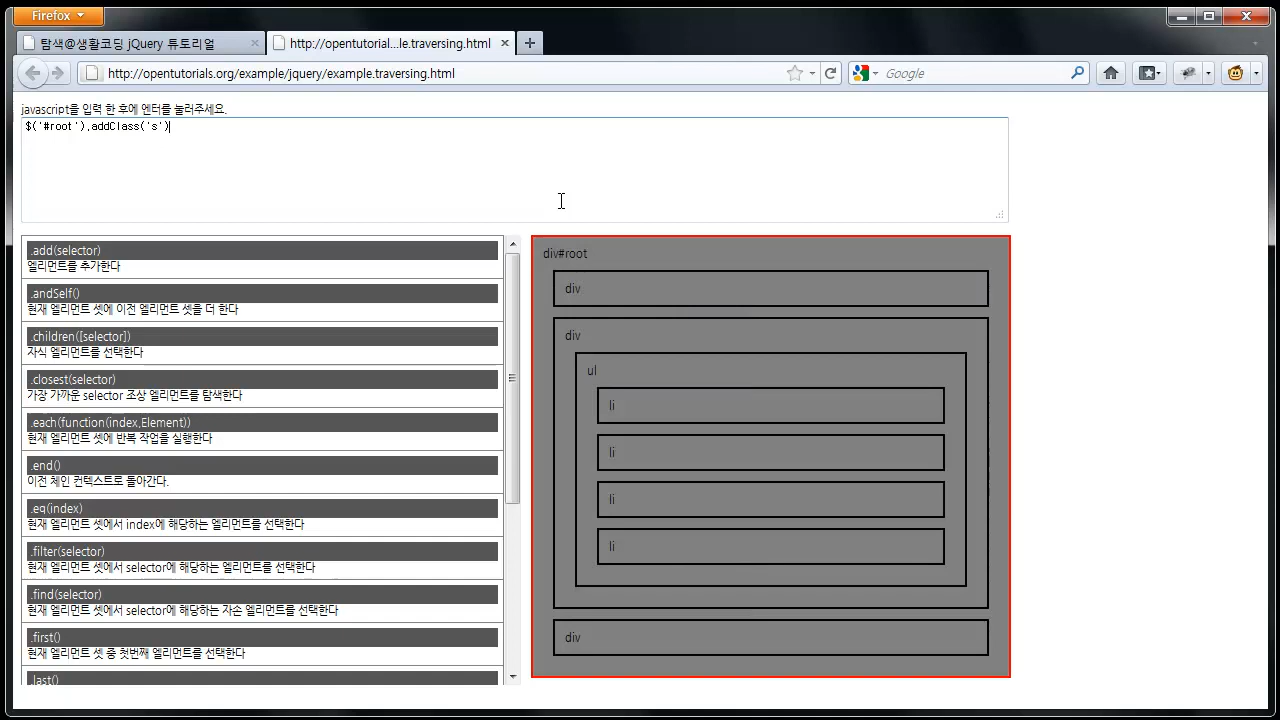 Firefox
탐색@생활코딩 jQuery 튜토리얼
http://opentutorial...le.traversing.html
http://opentutorials.org/example/jquery/example.traversing.html
Google
javascript을 입력 한 후에 엔터를 눌러주세요.
$('#root').addClass('s')
.add(selector)
엘리먼트를 추가한다
.andSelf()
현재 엘리먼트 셋에 이전 엘리먼트 셋을 더 한다
.children([selector])
자식 엘리먼트를 선택한다
.closest(selector)
가장 가까운 selector 조상 엘리먼트를 탐색한다
.each(function(index,Element))
현재 엘리먼트 셋에 반복 작업을 실행한다
.end()
이전 체인 컨텍스트로 돌아간다.
.eq(index)
현재 엘리먼트 셋에서 index에 해당하는 엘리먼트를 선택한다
.filter(selector)
현재 엘리먼트 셋에서 selector에 해당하는 엘리먼트를 선택한다
.find(selector)
현재 엘리먼트 셋에서 selector에 해당하는 자손 엘리먼트를 선택한다
.first()
현재 엘리먼트 셋 중 첫번째 엘리먼트를 선택한다
.last()
div#root
div
div
ul
li
li
li
li
div